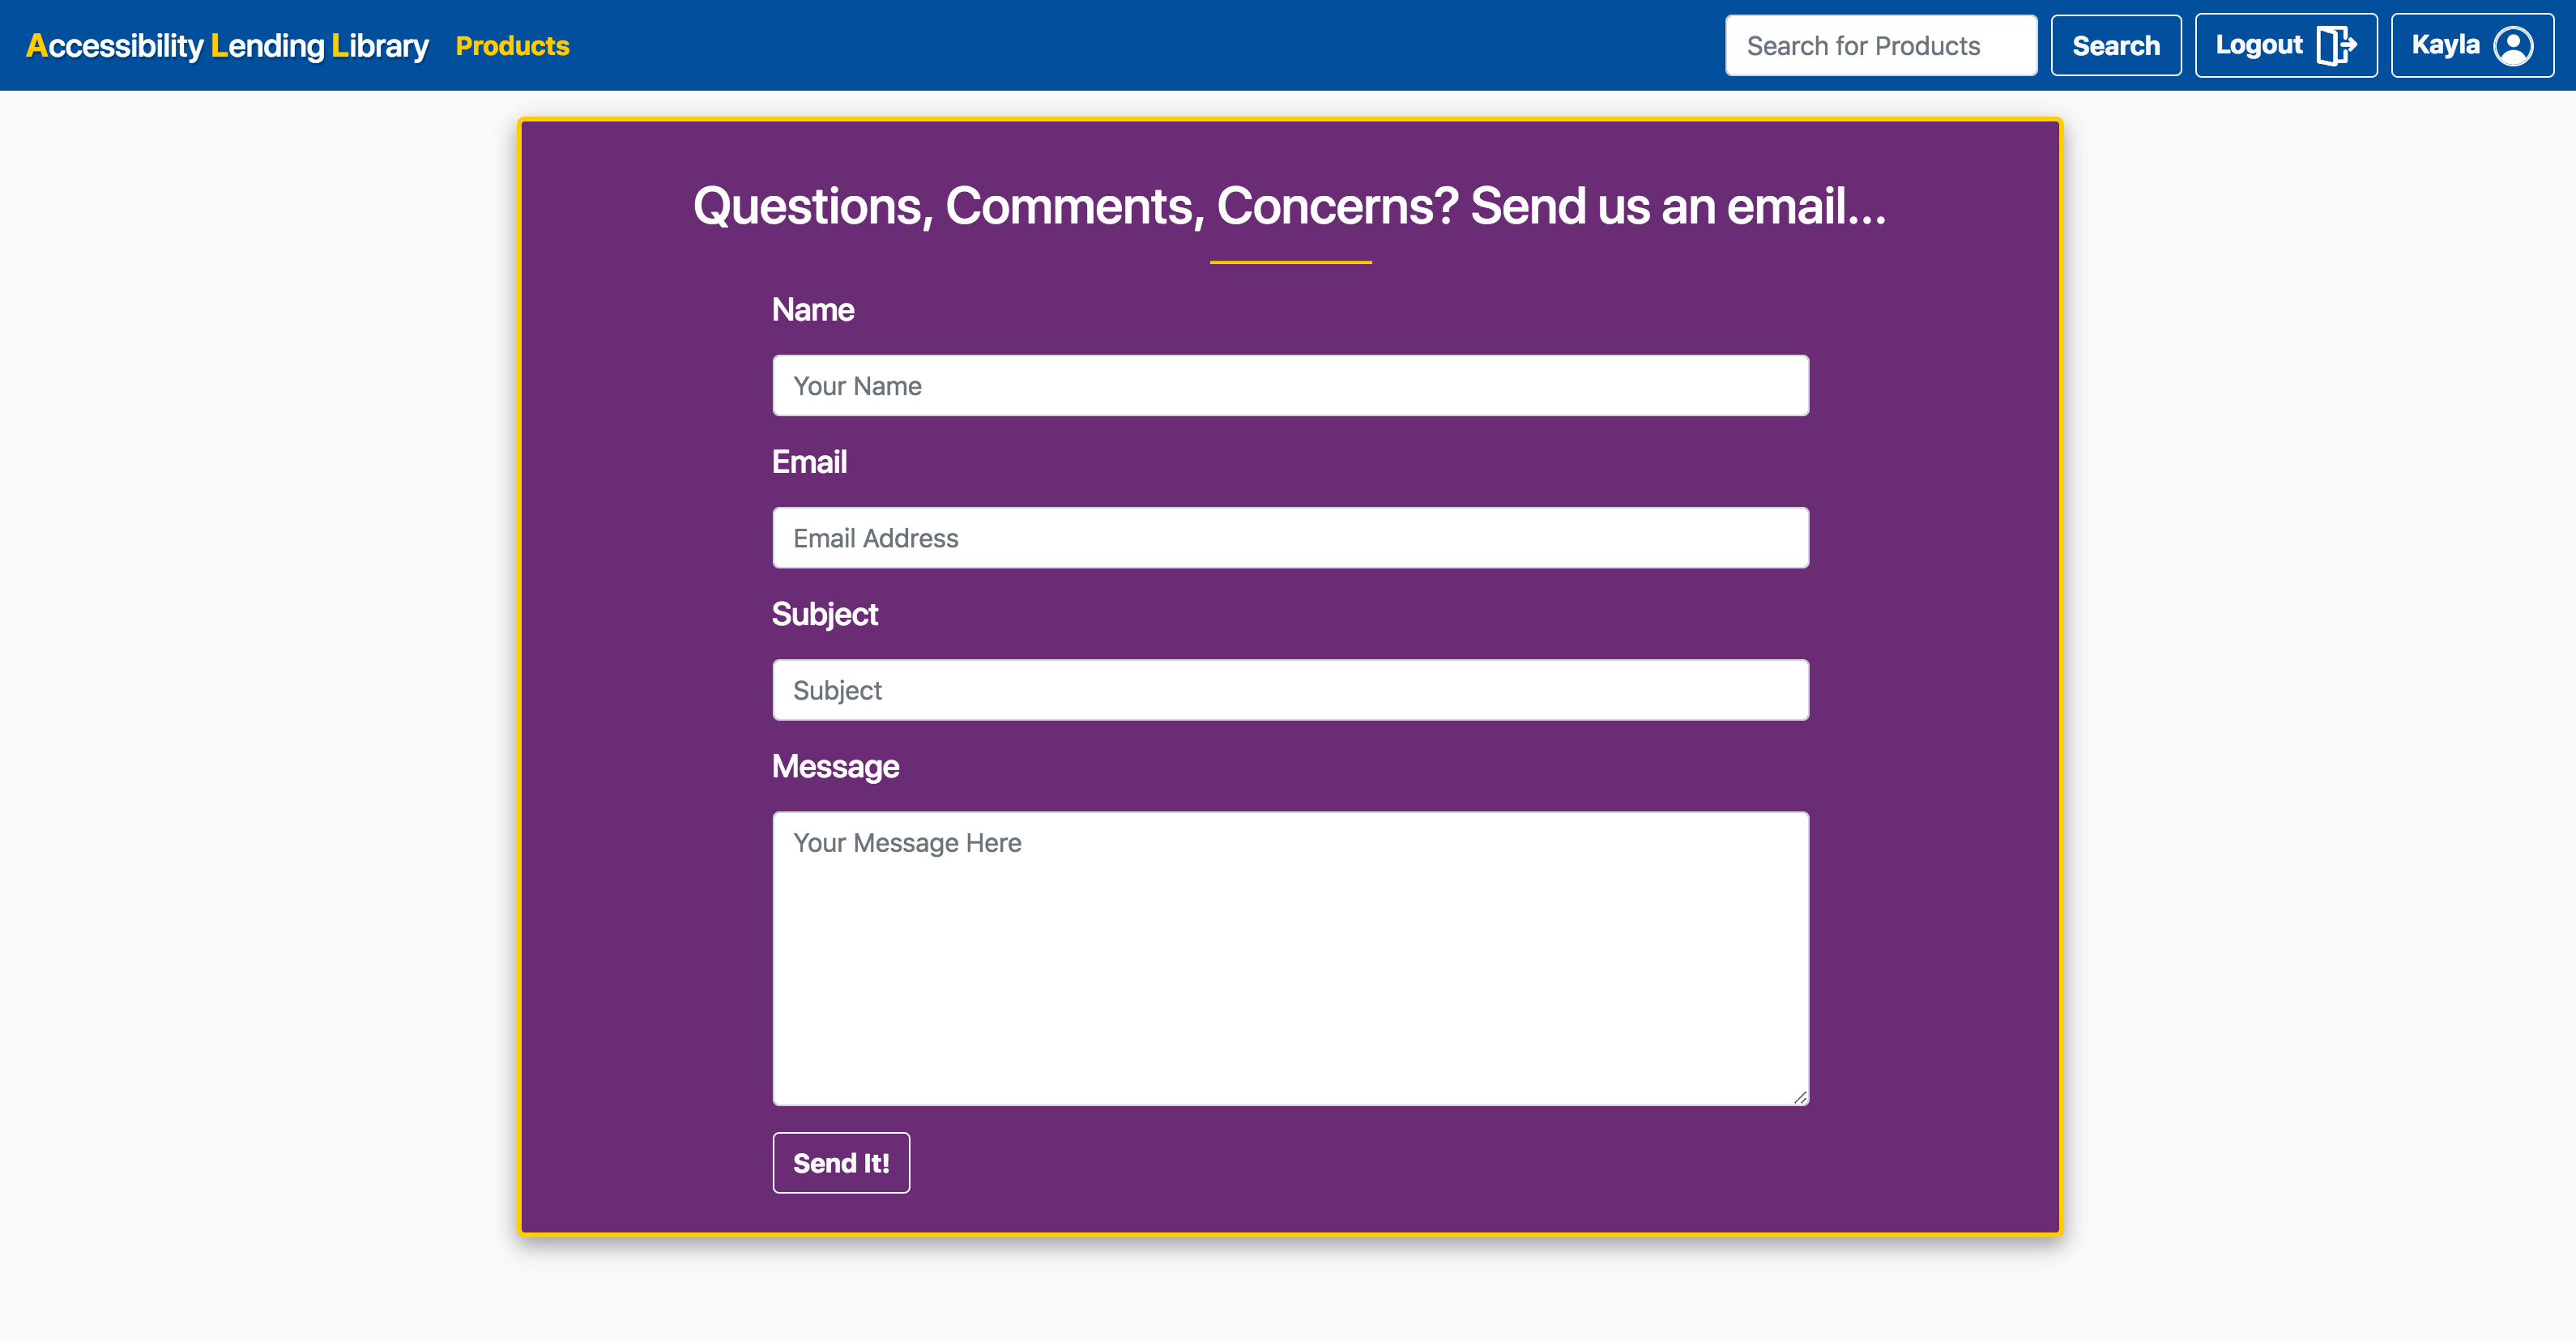 Accessibility Lending Library Products Search for Products Search Logout Kayla
Questions, Comments, Concerns? Send us an email...
Name
Your Name
Email
Email Address
Subject
Subject
Message
Your Message Here
Send It!